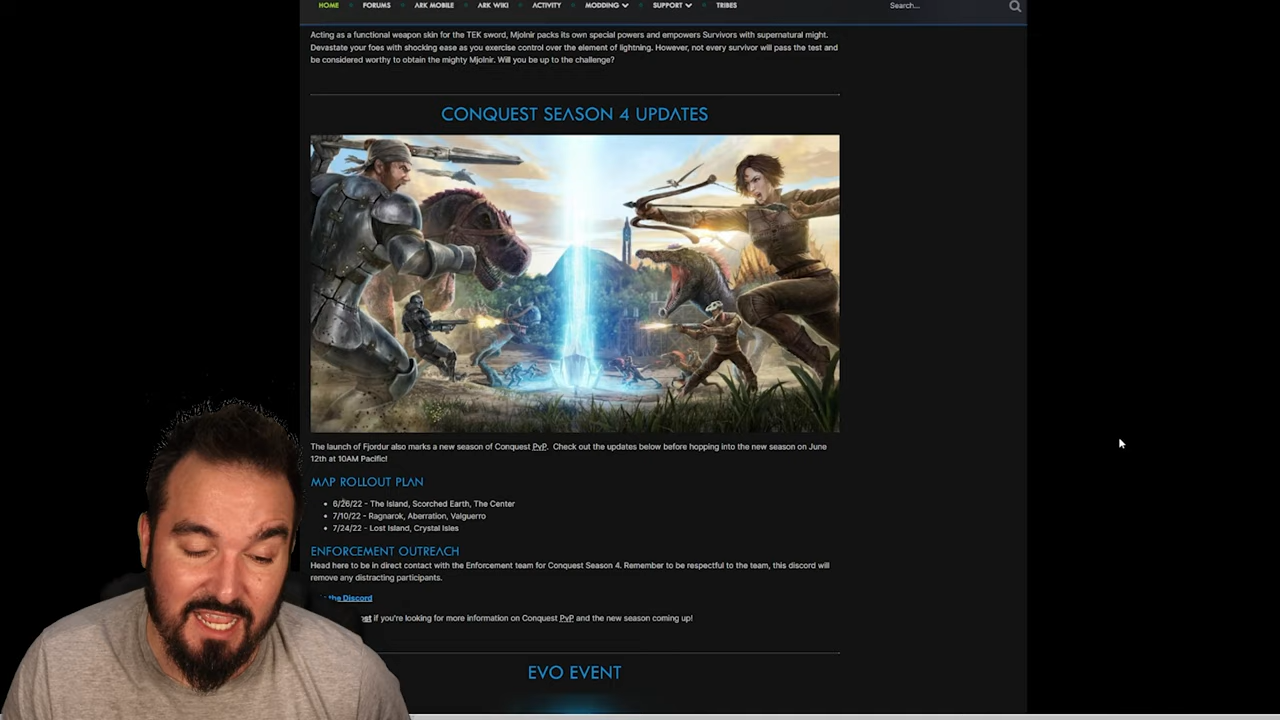 HOME FORUMS ARK MOBILE ARK WIKI ACTIVITY MODDING SUPPORT TRIBES Search...
Acting as a functional weapon skin for the TEK sword, Mjolnir packs its own special powers and empowers Survivors with supernatural might.
Devastate your foes with shocking ease as you exercise control over the element of lightning. However, not every survivor will pass the test and
be considered worthy to obtain the mighty Mjolnir. Will you be up to the challenge?
CONQUEST SEASON 4 UPDATES
The launch of Fjordur also marks a new season of Conquest PvP. Check out the updates below before hopping into the new season on June
12th at 10AM Pacific!
MAP ROLLOUT PLAN
• 6/26/22 - The Island, Scorched Earth, The Center
• 7/10/22 - Ragnarok, Aberration, Valguerro
• 7/24/22 - Lost Island, Crystal Isles
ENFORCEMENT OUTREACH
Head here to be in direct contact with the Enforcement team for Conquest Season 4. Remember to be respectful to the team, this discord will
remove any distracting participants.
the Discord
if you're looking for more information on Conquest PvP and the new season coming up!
EVO EVENT